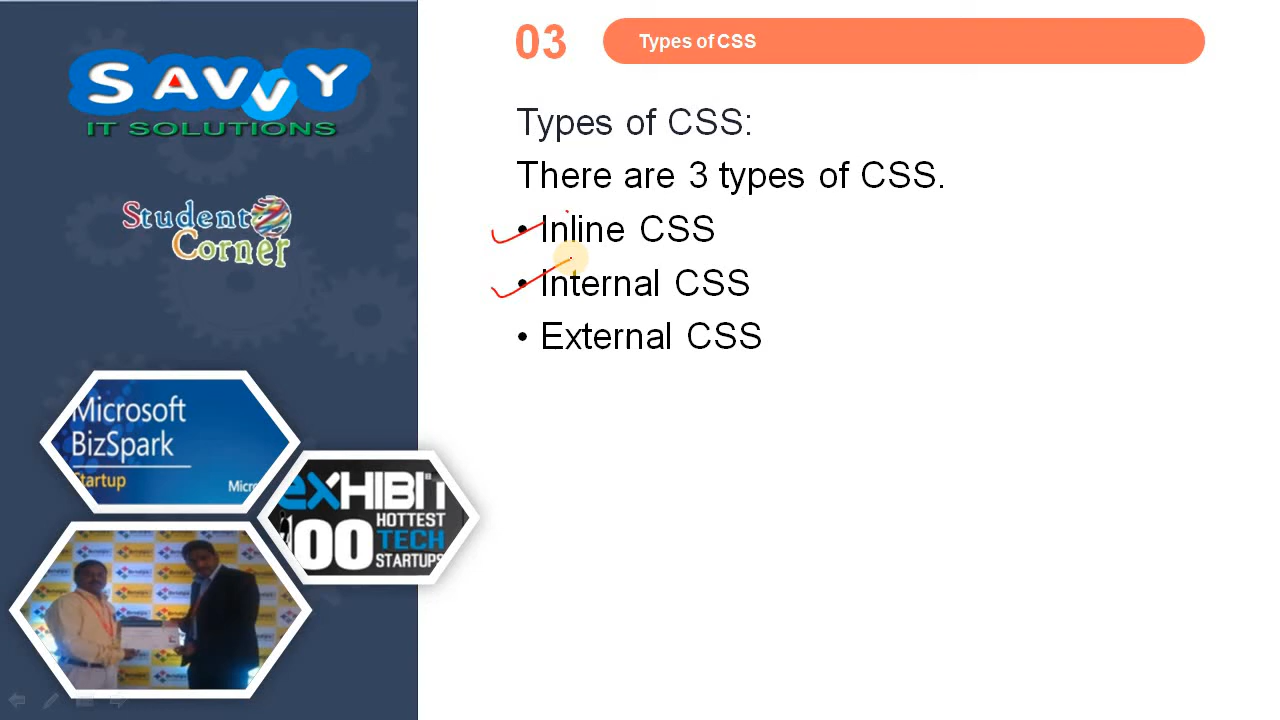 SAVVY
IT SOLUTIONS
Student
Corner
Microsoft
BizSpark
Startup
Micr
EXHIBIT
100
HOTTEST
TECH
STARTUPS
03
Types of CSS
Types of CSS:
There are 3 types of CSS.
• Inline CSS
• Internal CSS
• External CSS